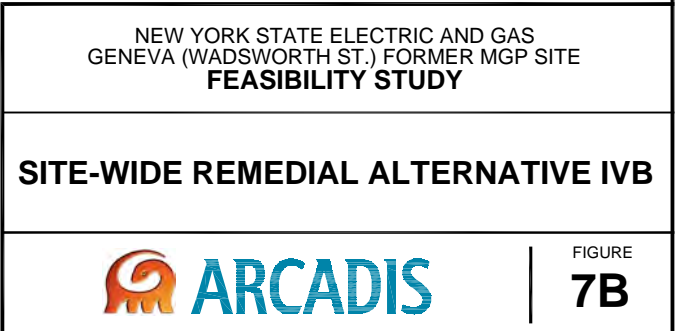 NEW YORK STATE ELECTRIC AND GAS
GENEVA (WADSWORTH ST.) FORMER MGP SITE
FEASIBILITY STUDY
SITE-WIDE REMEDIAL ALTERNATIVE IVB
ARCADIS
FIGURE
7B